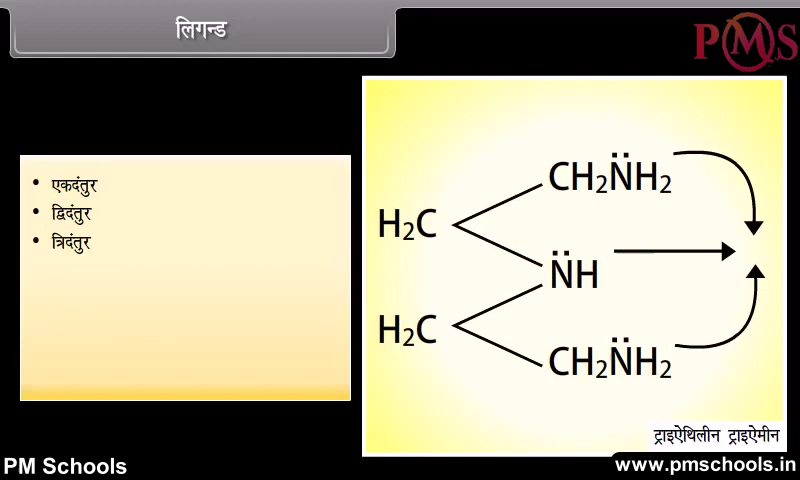 लिगन्ड
PMS
• एकदंतुर
• द्विदंतुर
• त्रिदंतुर
CH₂N̈H₂
H₂C
N̈H
H₂C
CH₂N̈H₂
ट्राइऐथिलीन ट्राइऐमीन
PM Schools
www.pmschools.in